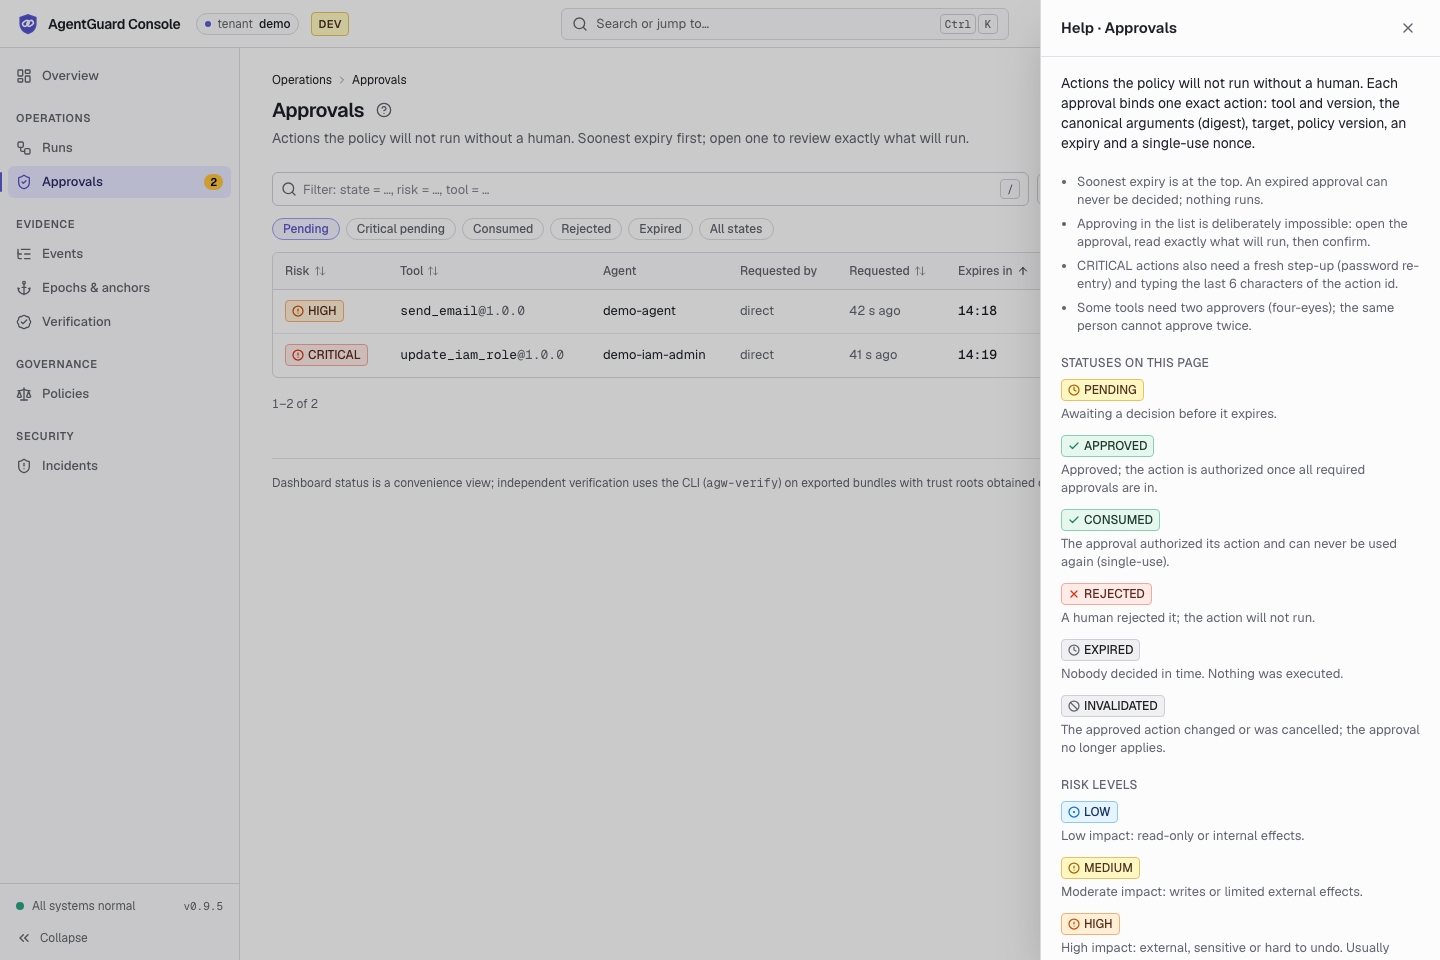 AgentGuard Console
tenant demo
DEV
Search or jump to...
Ctrl K
Overview
OPERATIONS
Runs
Approvals
2
EVIDENCE
Events
Epochs & anchors
Verification
GOVERNANCE
Policies
SECURITY
Incidents
All systems normal
v0.9.5
Collapse
Operations > Approvals
Approvals
Actions the policy will not run without a human. Soonest expiry first; open one to review exactly what will run.
Filter: state = ..., risk = ..., tool = ...
/
Pending
Critical pending
Consumed
Rejected
Expired
All states
Risk Tool Agent Requested by Requested Expires in
HIGH send_email@1.0.0 demo-agent direct 42 s ago 14:18
CRITICAL update_iam_role@1.0.0 demo-iam-admin direct 41 s ago 14:19
1–2 of 2
Dashboard status is a convenience view; independent verification uses the CLI (agw-verify) on exported bundles with trust roots obtained
Help · Approvals
Actions the policy will not run without a human. Each
approval binds one exact action: tool and version, the
canonical arguments (digest), target, policy version, an
expiry and a single-use nonce.
• Soonest expiry is at the top. An expired approval can
never be decided; nothing runs.
• Approving in the list is deliberately impossible: open the
approval, read exactly what will run, then confirm.
• CRITICAL actions also need a fresh step-up (password re-
entry) and typing the last 6 characters of the action id.
• Some tools need two approvers (four-eyes); the same
person cannot approve twice.
STATUSES ON THIS PAGE
PENDING
Awaiting a decision before it expires.
APPROVED
Approved; the action is authorized once all required
approvals are in.
CONSUMED
The approval authorized its action and can never be used
again (single-use).
REJECTED
A human rejected it; the action will not run.
EXPIRED
Nobody decided in time. Nothing was executed.
INVALIDATED
The approved action changed or was cancelled; the approval
no longer applies.
RISK LEVELS
LOW
Low impact: read-only or internal effects.
MEDIUM
Moderate impact: writes or limited external effects.
HIGH
High impact: external, sensitive or hard to undo. Usually